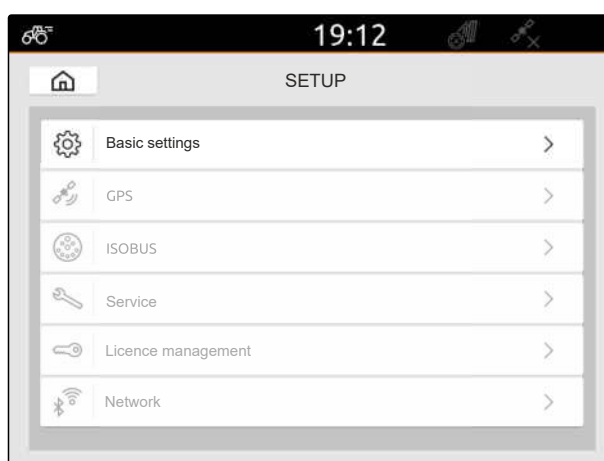 19:12
SETUP
Basic settings
GPS
ISOBUS
Service
Licence management
Network